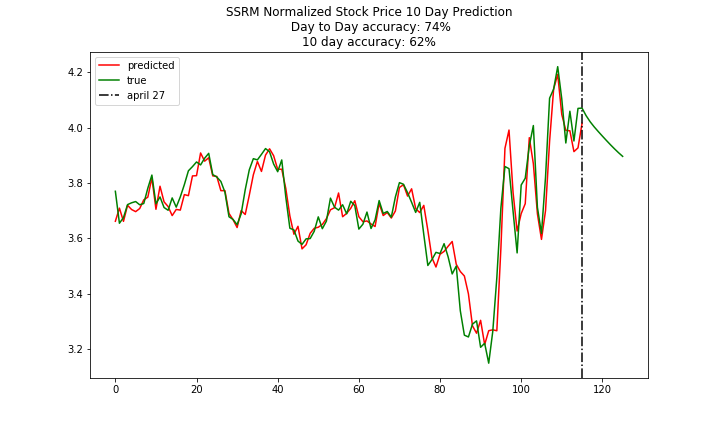 SSRM Normalized Stock Price 10 Day Prediction
Day to Day accuracy: 74%
10 day accuracy: 62%
predicted
true
april 27
4.2
4.0
3.8
3.6
3.4
3.2
0 20 40 60 80 100 120